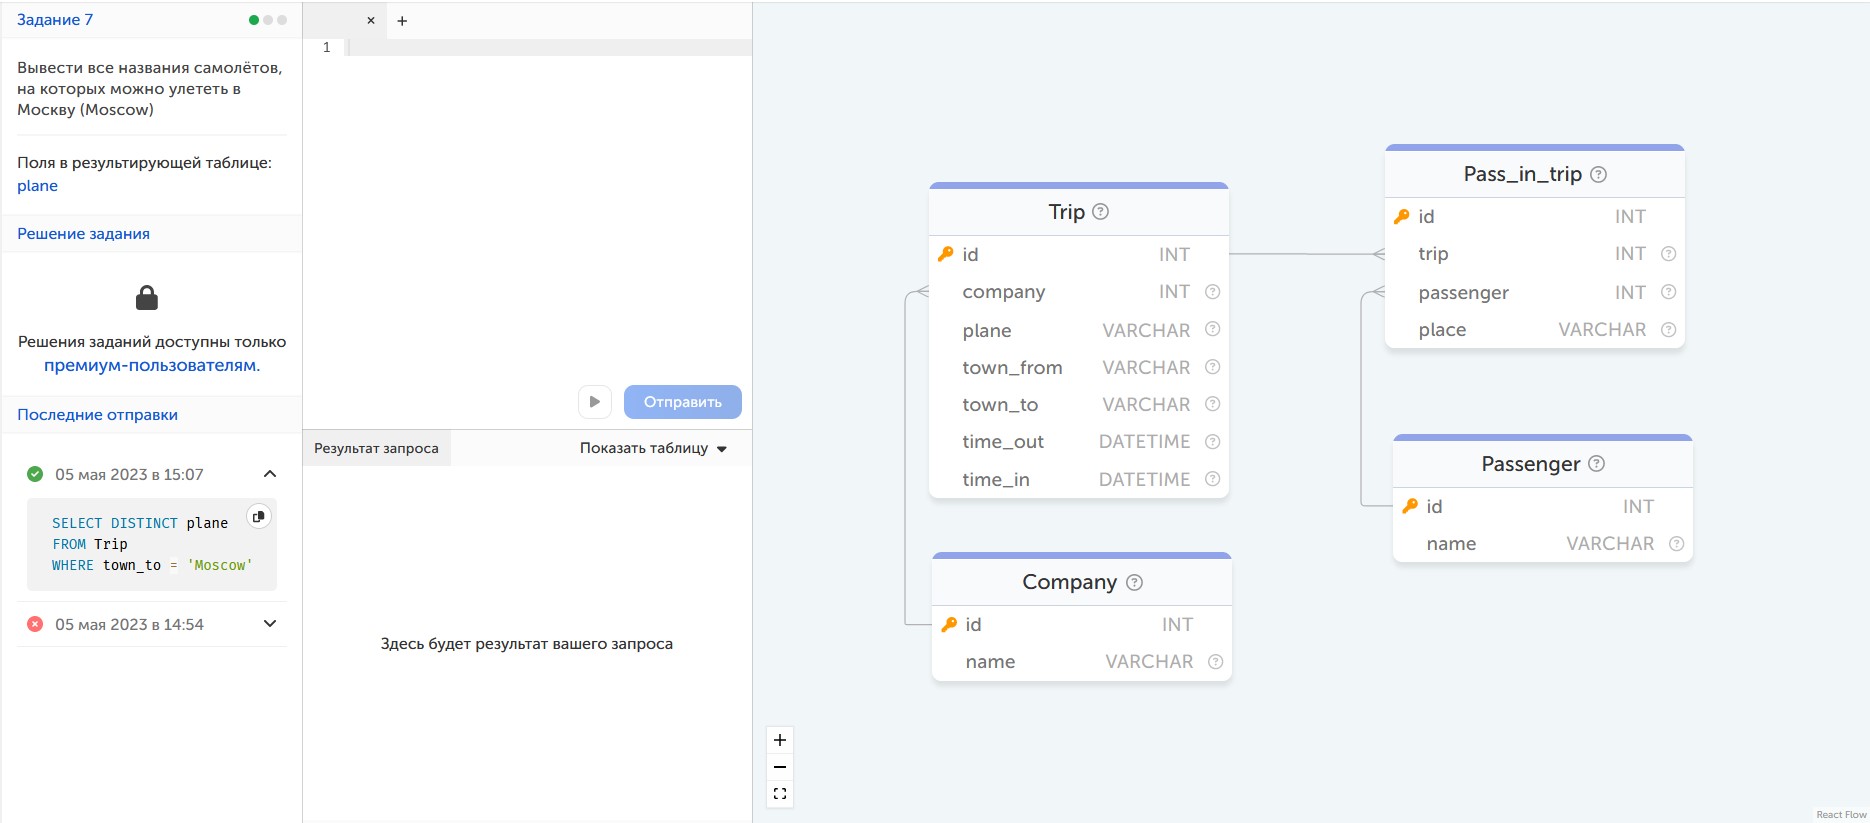 Задание 7
Вывести все названия самолётов,
на которых можно улететь в
Москву (Moscow)
Поля в результирующей таблице:
plane
Решение задания
Решения заданий доступны только
премиум-пользователям.
Последние отправки
05 мая 2023 в 15:07
SELECT DISTINCT plane
FROM Trip
WHERE town_to = 'Moscow'
05 мая 2023 в 14:54
1
Отправить
Результат запроса
Показать таблицу
Здесь будет результат вашего запроса
Trip
id INT
company INT
plane VARCHAR
town_from VARCHAR
town_to VARCHAR
time_out DATETIME
time_in DATETIME
Company
id INT
name VARCHAR
Pass_in_trip
id INT
trip INT
passenger INT
place VARCHAR
Passenger
id INT
name VARCHAR
React Flow